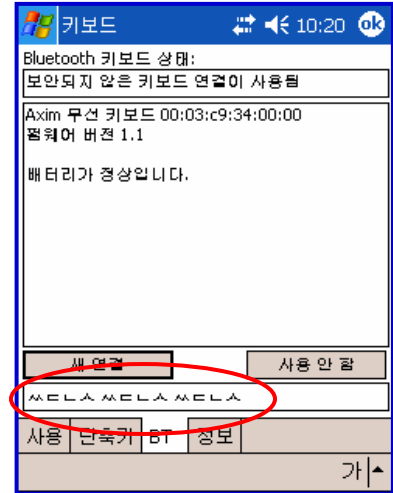 키보드 10:20 ok
Bluetooth 키보드 상태:
보안되지 않은 키보드 연결이 사용됨
Axim 무선 키보드 00:03:c9:34:00:00
펌웨어 버전 1.1
배터리가 정상입니다.
새 연결 사용 안 함
ㅆㄷㄴㅅ ㅆㄷㄴㅅ ㅆㄷㄴㅅ
사용 단축키 BT 정보
가